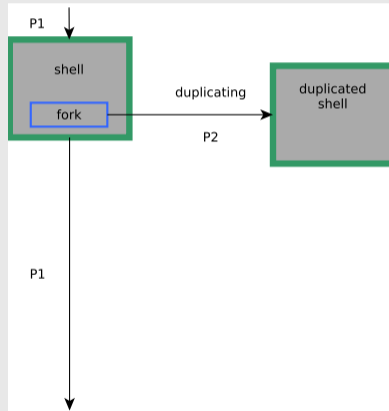 P1
shell
fork
duplicating
P2
duplicated
shell
P1